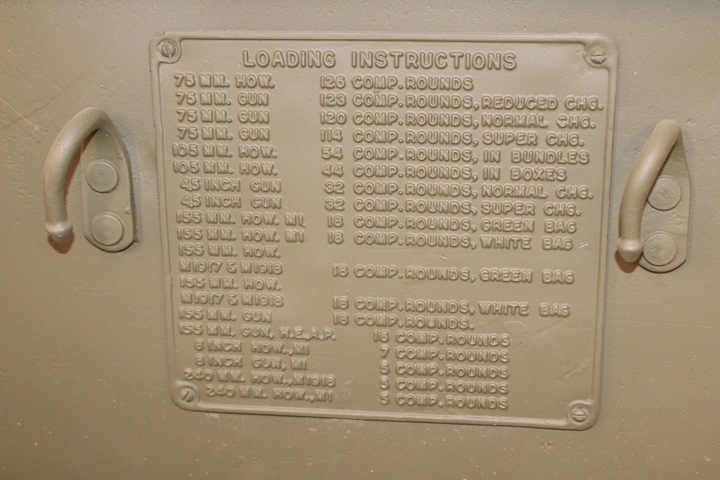 LOADING INSTRUCTIONS
75 MM. HOW. 126 COMP. ROUNDS
75 MM. GUN 123 COMP. ROUNDS, REDUCED CHG.
75 MM. GUN 120 COMP. ROUNDS, NORMAL CHG.
75 MM. GUN 114 COMP. ROUNDS, SUPER CHG.
105 MM. HOW. 54 COMP. ROUNDS, IN BUNDLES
105 MM. HOW. 44 COMP. ROUNDS, IN BOXES
4.5 INCH GUN 32 COMP. ROUNDS, NORMAL CHG.
4.5 INCH GUN 32 COMP. ROUNDS, SUPER CHG.
155 MM. HOW. M1, 18 COMP. ROUNDS, GREEN BAG
155 MM. HOW. M1 18 COMP. ROUNDS, WHITE BAG
155 MM. HOW.
M1917 & M1918 18 COMP. ROUNDS, GREEN BAG
155 MM. HOW.
M1917 & M1918 18 COMP. ROUNDS, WHITE BAG
155 MM. GUN 18 COMP. ROUNDS.
155 MM. GUN, H.E.A.P. 16 COMP. ROUNDS
8 INCH HOW., M1 7 COMP. ROUNDS
8 INCH GUN, M1 5 COMP. ROUNDS
240 MM. HOW., M1918 5 COMP. ROUNDS
240 MM. HOW., M1 5 COMP. ROUNDS